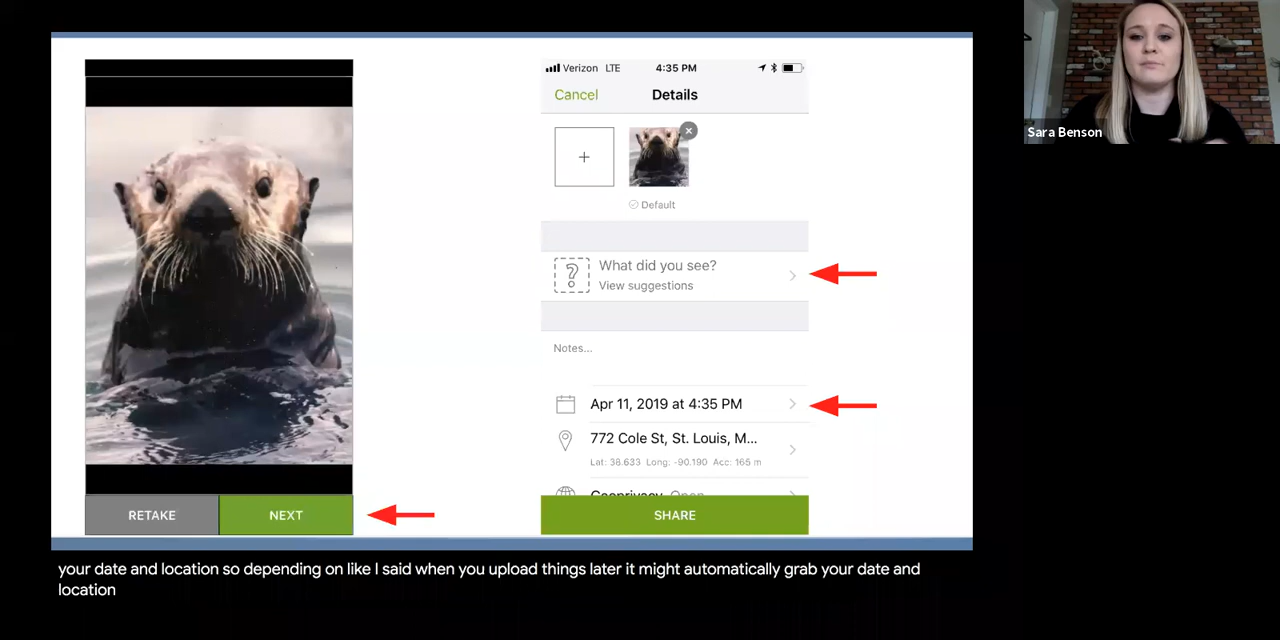 Verizon LTE 4:35 PM
Cancel Details
+
Default
?
What did you see?
View suggestions
Notes...
Apr 11, 2019 at 4:35 PM
772 Cole St, St. Louis, M...
Lat: 38.633 Long: -90.190 Acc: 165 m
Geoprivacy Open
RETAKE NEXT
SHARE
Sara Benson
your date and location so depending on like I said when you upload things later it might automatically grab your date and
location